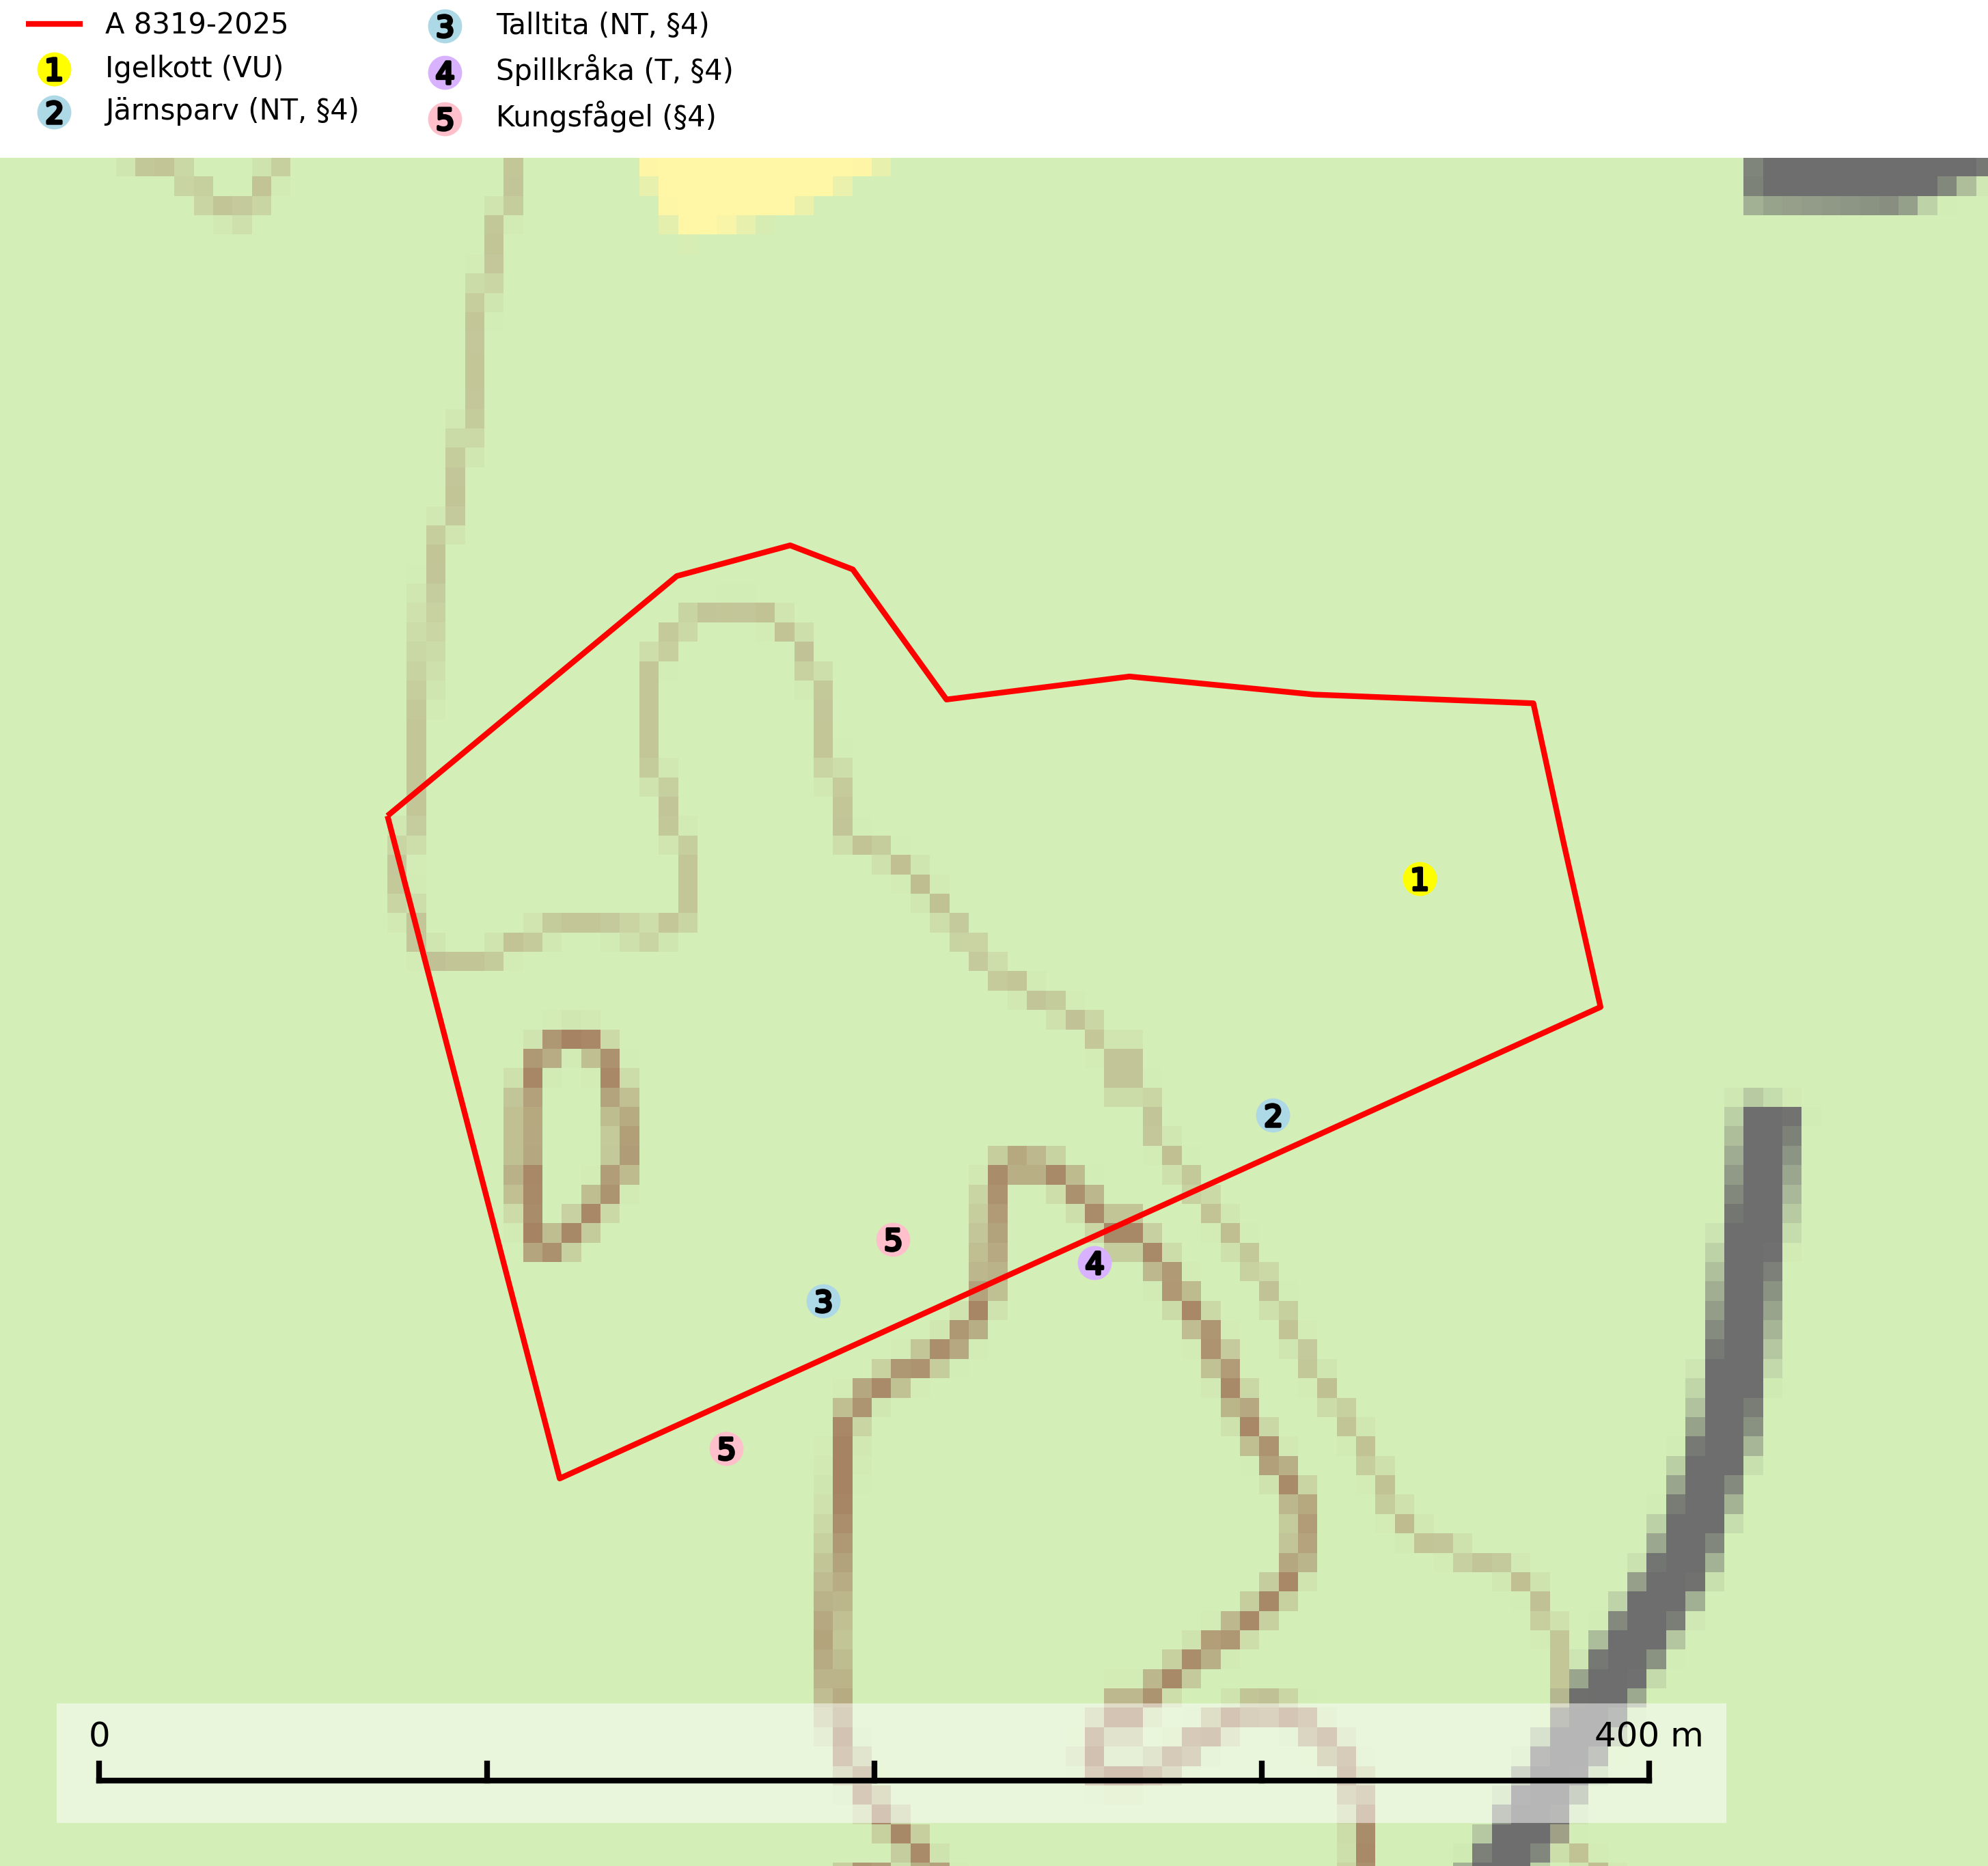 A 8319-2025
1 Igelkott (VU)
2 Järnsparv (NT, §4)
3 Talltita (NT, §4)
4 Spillkråka (T, §4)
5 Kungsfågel (§4)
1
2
5
4
3
5
0 400 m